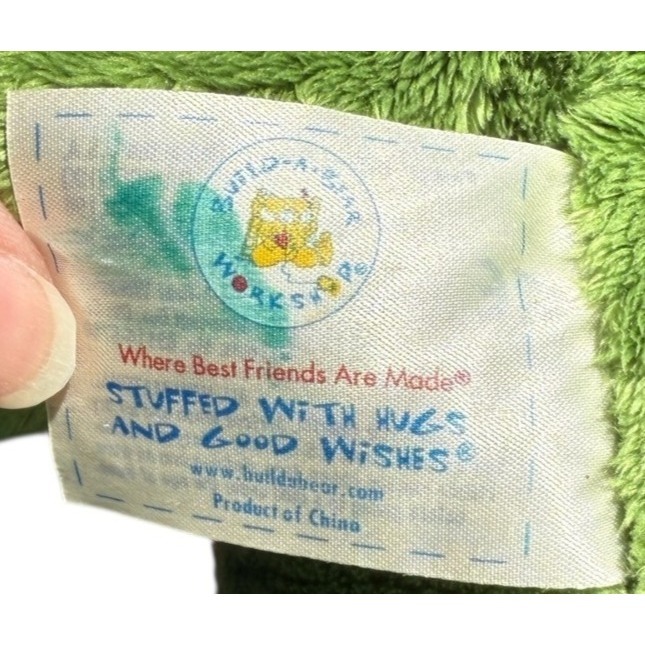 BUILD-A-BEAR
WORKSHOP®
Where Best Friends Are Made®
STUFFED WITH HUGS
AND GOOD WISHES®
www.buildabear.com
Product of China